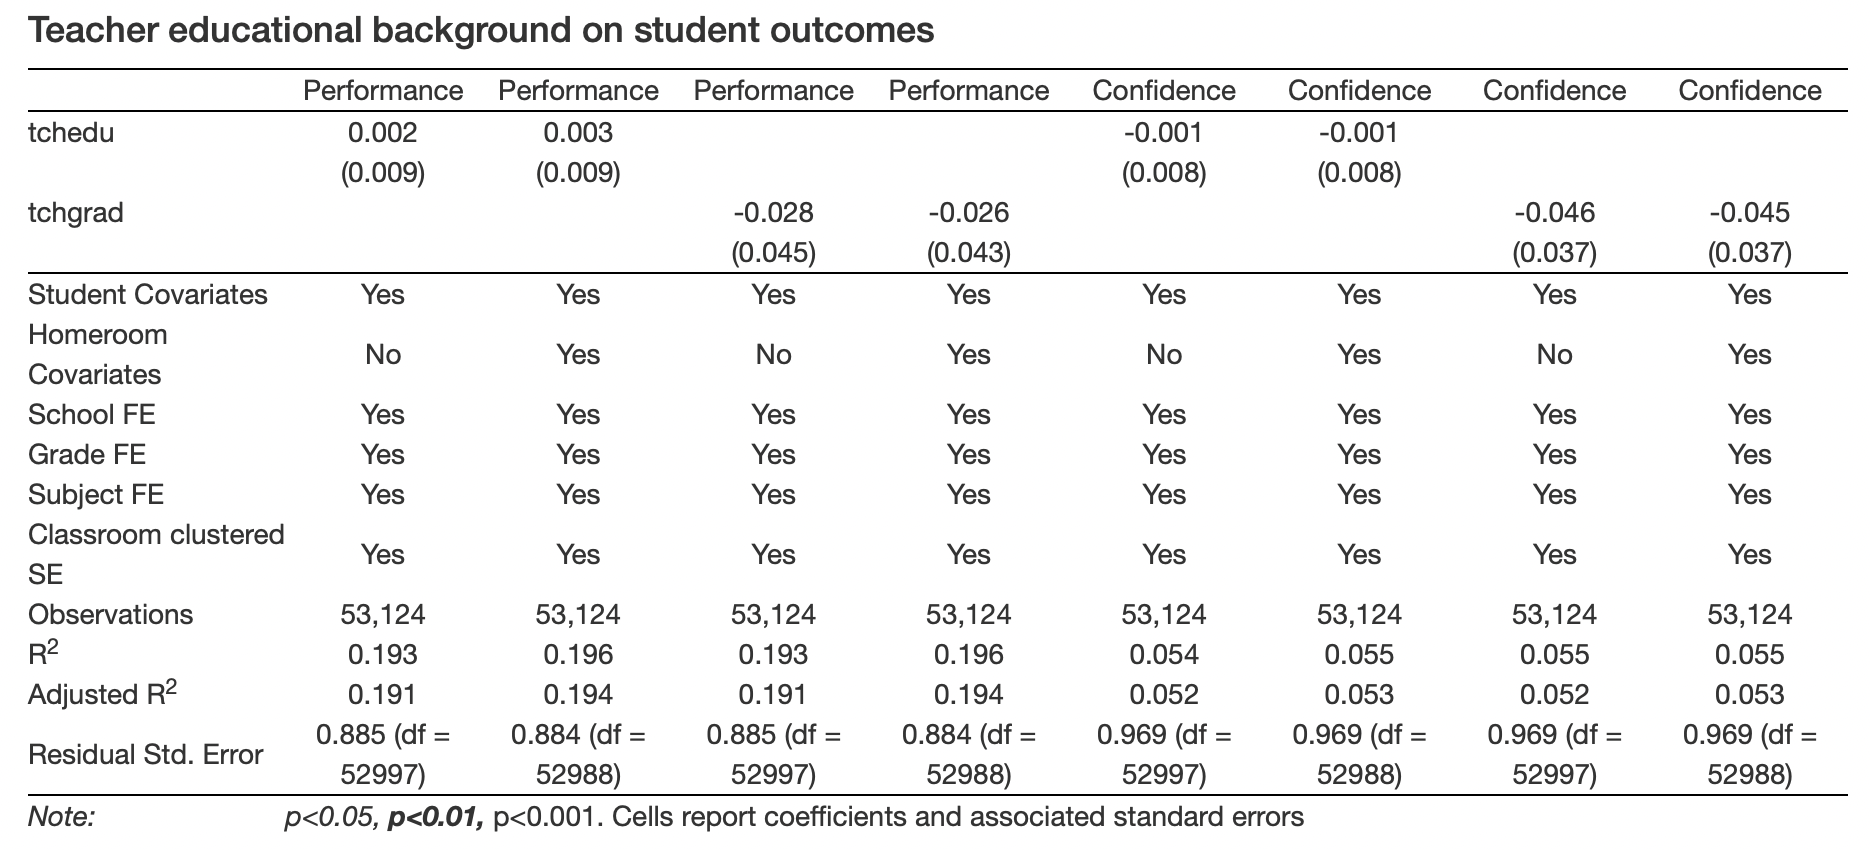 Teacher educational background on student outcomes
Performance Performance Performance Performance Confidence Confidence Confidence Confidence
tchedu 0.002 0.003 -0.001 -0.001
(0.009) (0.009) (0.008) (0.008)
tchgrad -0.028 -0.026 -0.046 -0.045
(0.045) (0.043) (0.037) (0.037)
Student Covariates Yes Yes Yes Yes Yes Yes Yes Yes
Homeroom
Covariates No Yes No Yes No Yes No Yes
School FE Yes Yes Yes Yes Yes Yes Yes Yes
Grade FE Yes Yes Yes Yes Yes Yes Yes Yes
Subject FE Yes Yes Yes Yes Yes Yes Yes Yes
Classroom clustered
SE Yes Yes Yes Yes Yes Yes Yes Yes
Observations 53,124 53,124 53,124 53,124 53,124 53,124 53,124 53,124
R2 0.193 0.196 0.193 0.196 0.054 0.055 0.055 0.055
Adjusted R2 0.191 0.194 0.191 0.194 0.052 0.053 0.052 0.053
Residual Std. Error 0.885 (df = 0.884 (df = 0.885 (df = 0.884 (df = 0.969 (df = 0.969 (df = 0.969 (df = 0.969 (df =
52997) 52988) 52997) 52988) 52997) 52988) 52997) 52988)
Note: p<0.05, p<0.01, p<0.001. Cells report coefficients and associated standard errors